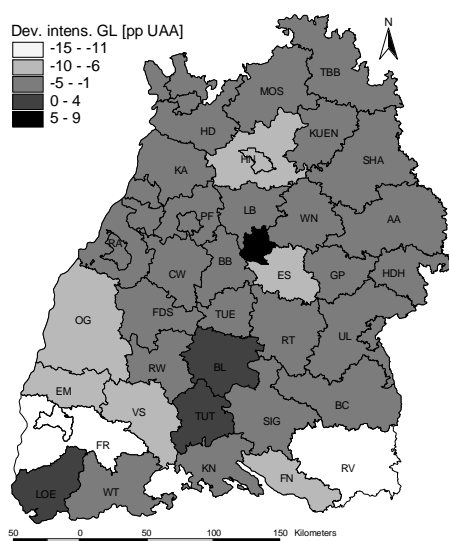 Dev. intens. GL [pp UAA]
-15 - -11
-10 - -6
-5 - -1
0 - 4
5 - 9
N
TBB
MOS
HD
KUEN
HN
SHA
KA
LB
PF
WN
AA
RA
BB
ES
GP
HDH
CW
OG
FDS
TUE
RT
UL
RW
BL
EM
VS
TUT
SIG
BC
FR
KN
FN
RV
LOE
WT
50 0 50 100 150 Kilometers